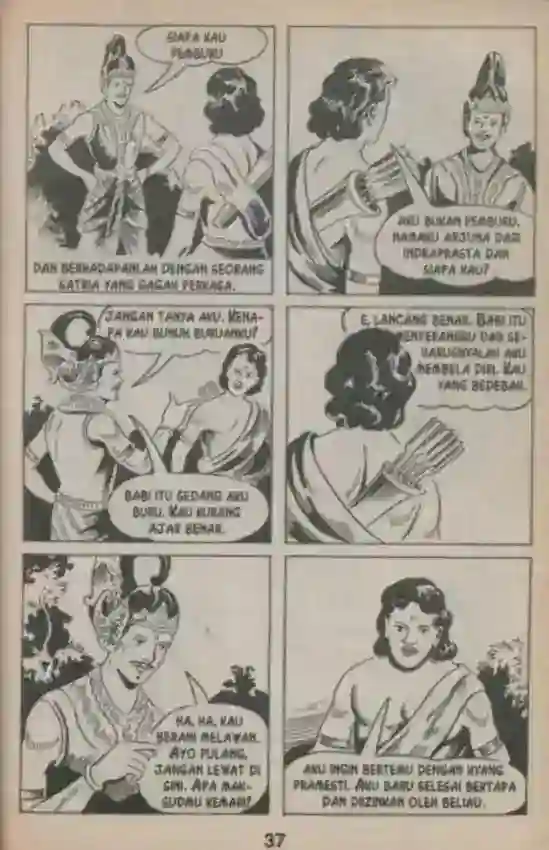 SIAPA KAU
PEMBURU
DAN BERHADAPANLAH DENGAN SEORANG
SATRIA YANG GAGAH PERKASA.
AKU BUKAN PEMBURU.
NAMAKU ARJUNA DARI
INDRAPRASTA DAN
SIAPA KAU?
JANGAN TANYA AKU. KENA-
PA KAU BUNUH BURUANKU?
BABI ITU SEDANG AKU
BURU. KAU KURANG
AJAR BENAR.
E, LANCANG BENAR. BABI ITU
MENYERANGKU DAN SE-
HARUSNYALAH AKU
MEMBELA DIRI. KAU
YANG BEDEBAH.
HA, HA, KAU
BERANI MELAWAN.
AYO PULANG,
JANGAN LEWAT DI
SINI. APA MAK-
SUDMU KEMARI?
AKU INGIN BERTEMU DENGAN HYANG
PRAMESTI. AKU BARU SELESAI BERTAPA
DAN DIIZINKAN OLEH BELIAU.
37